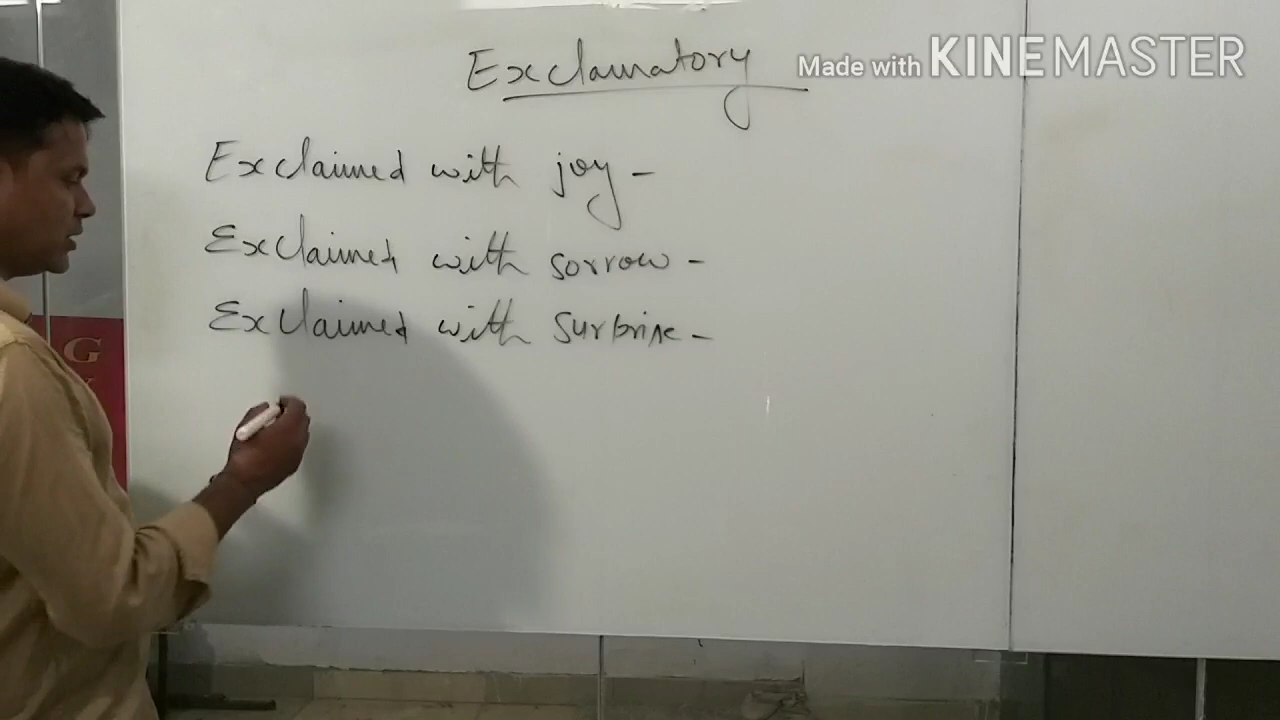 Exclamatory
Made with KINEMASTER
Exclaimed with joy -
Exclaimed with sorrow -
Exclaimed with surprise -
G